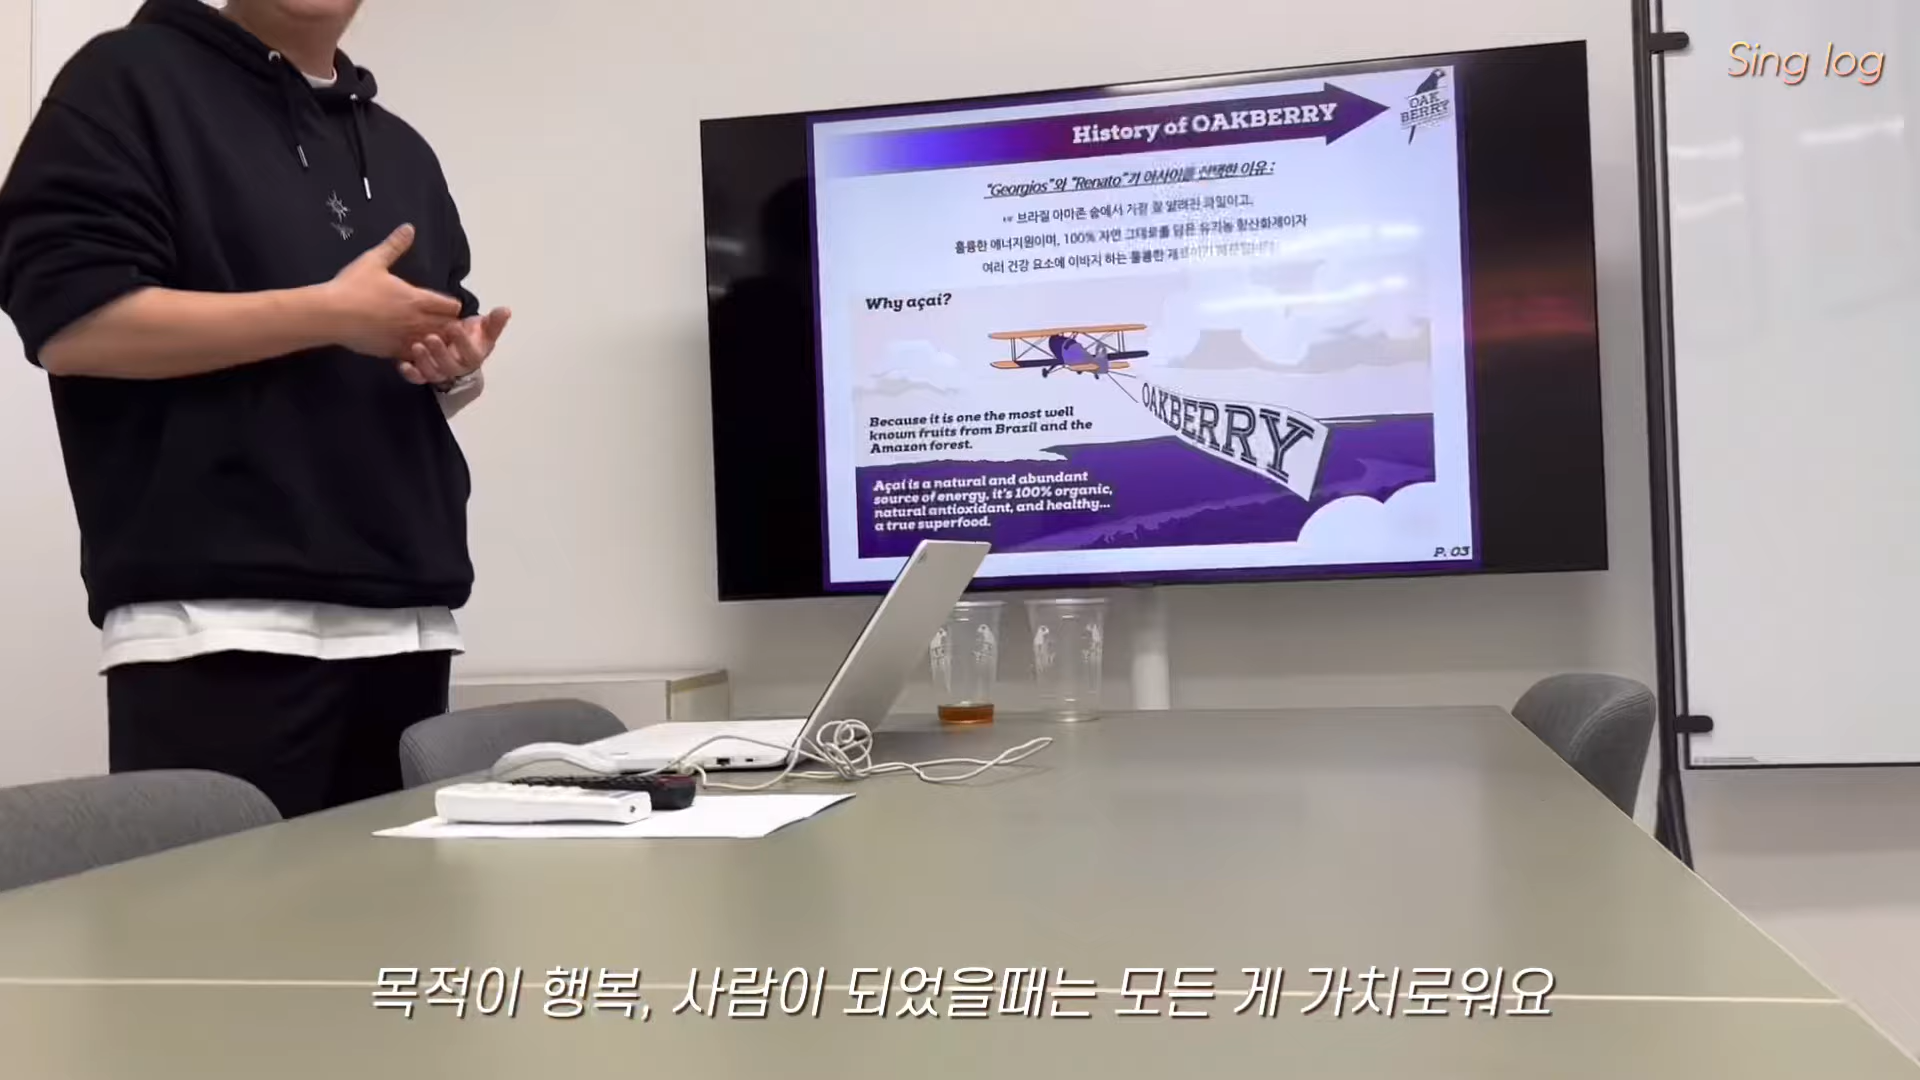 Sing log
History of OAKBERRY
OAK
BERRY
"Georgios"와 "Renato"가 아사이를 선택한 이유 :
브라질 아마존 숲에서 가장 잘 알려진 과일이고,
훌륭한 에너지원이며, 100% 자연 그대로를 담은 유기농 항산화제이자
여러 건강 요소에 이바지 하는 훌륭한
Why açaí?
OAKBERRY
Because it is one the most well
known fruits from Brazil and the
Amazon forest.
Açaí is a natural and abundant
source of energy, it's 100% organic,
natural antioxidant, and healthy...
a true superfood.
P. 03
목적이 행복, 사람이 되었을때는 모든 게 가치로워요